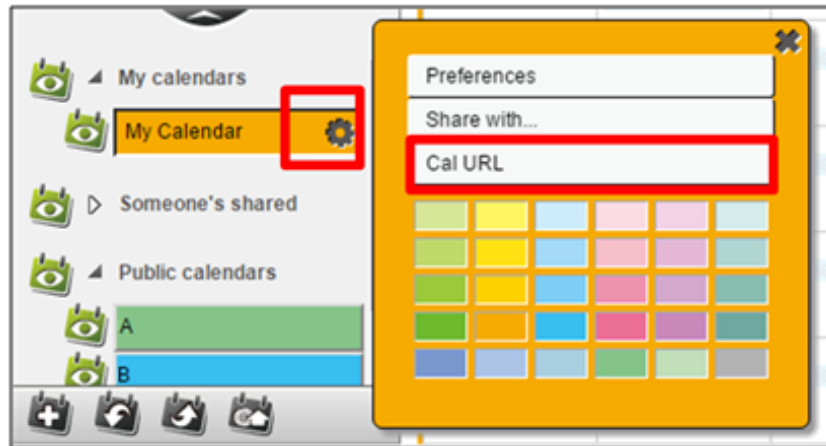 My calendars
My Calendar
Someone's shared
Public calendars
A
B
Preferences
Share with...
Cal URL